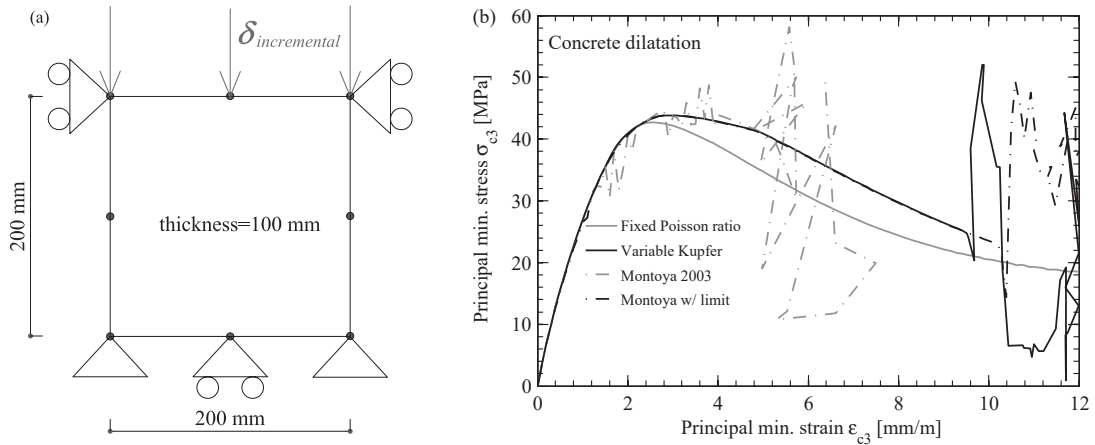 (a)
δincremental
200 mm
thickness=100 mm
200 mm
(b)
Concrete dilatation
Principal min. stress σc3 [MPa]
60
50
40
30
20
10
0
Fixed Poisson ratio
Variable Kupfer
Montoya 2003
Montoya w/ limit
0 2 4 6 8 10 12
Principal min. strain εc3 [mm/m]